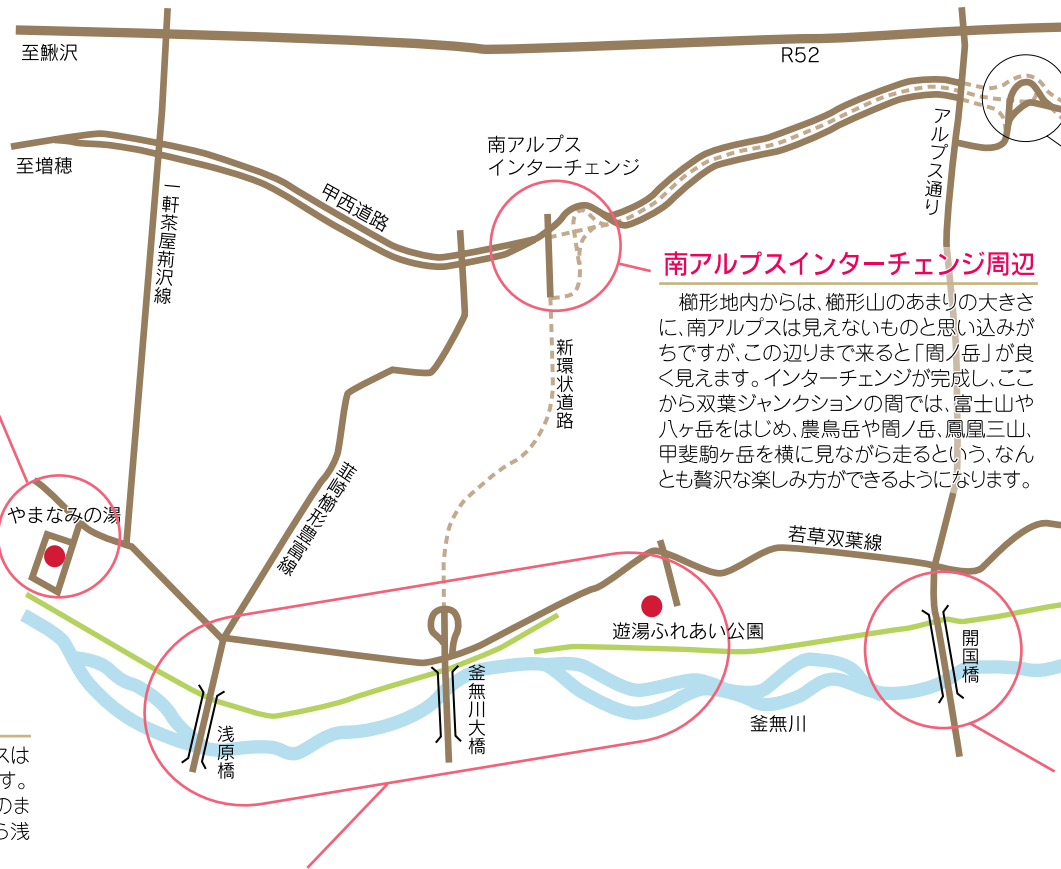 至鰍沢
R52
至増穂
一軒茶屋荊沢線
甲西道路
南アルプス
インターチェンジ
アルプス通り
南アルプスインターチェンジ周辺
櫛形地内からは、櫛形山のあまりの大きさ
に、南アルプスは見えないものと思い込みが
ちですが、この辺りまで来ると「間ノ岳」が良
く見えます。インターチェンジが完成し、ここ
から双葉ジャンクションの間では、富士山や
八ヶ岳をはじめ、農鳥岳や間ノ岳、鳳凰三山、
甲斐駒ヶ岳を横に見ながら走るという、なん
とも贅沢な楽しみ方ができるようになります。
新環状道路
韮崎櫛形豊富線
やまなみの湯
若草双葉線
遊湯ふれあい公園
開国橋
釜無川大橋
釜無川
浅原橋
スは
す。
のま
ら浅